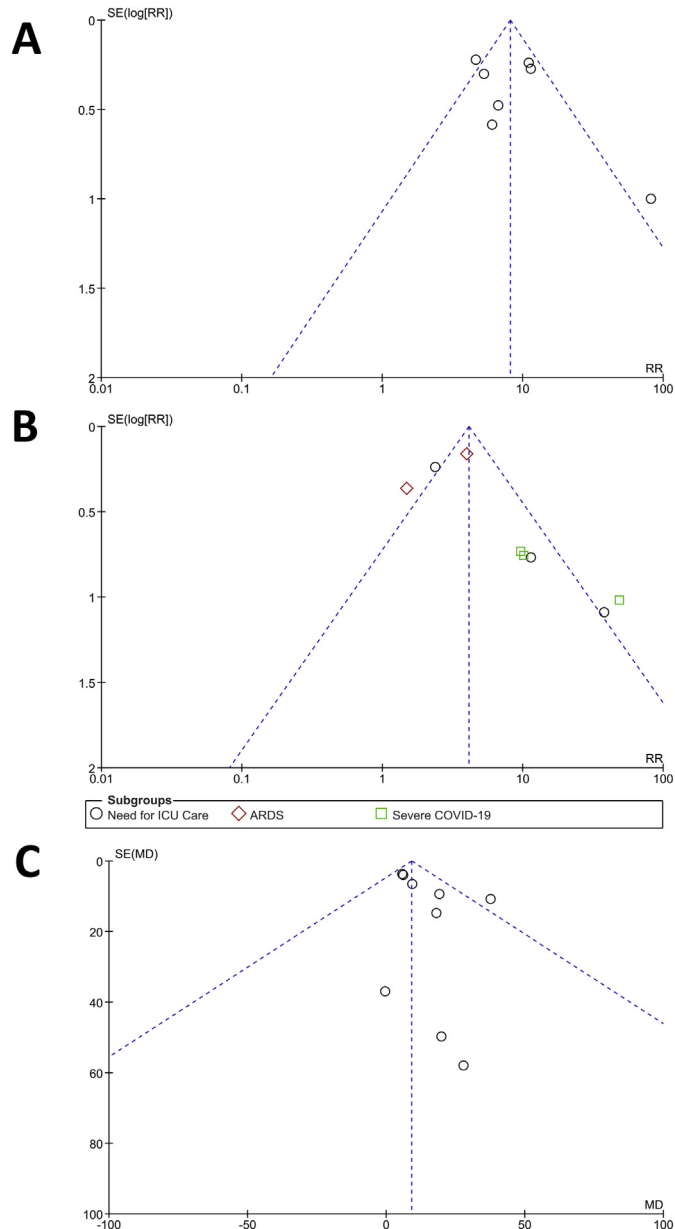 A
SE(log[RR])
0
0.5
1
1.5
2
0.01 0.1 1 10 100
RR
B
SE(log[RR])
0
0.5
1
1.5
2
0.01 0.1 1 10 100
RR
Subgroups
Need for ICU Care ARDS Severe COVID-19
C
SE(MD)
0
20
40
60
80
100
-100 -50 0 50 100
MD